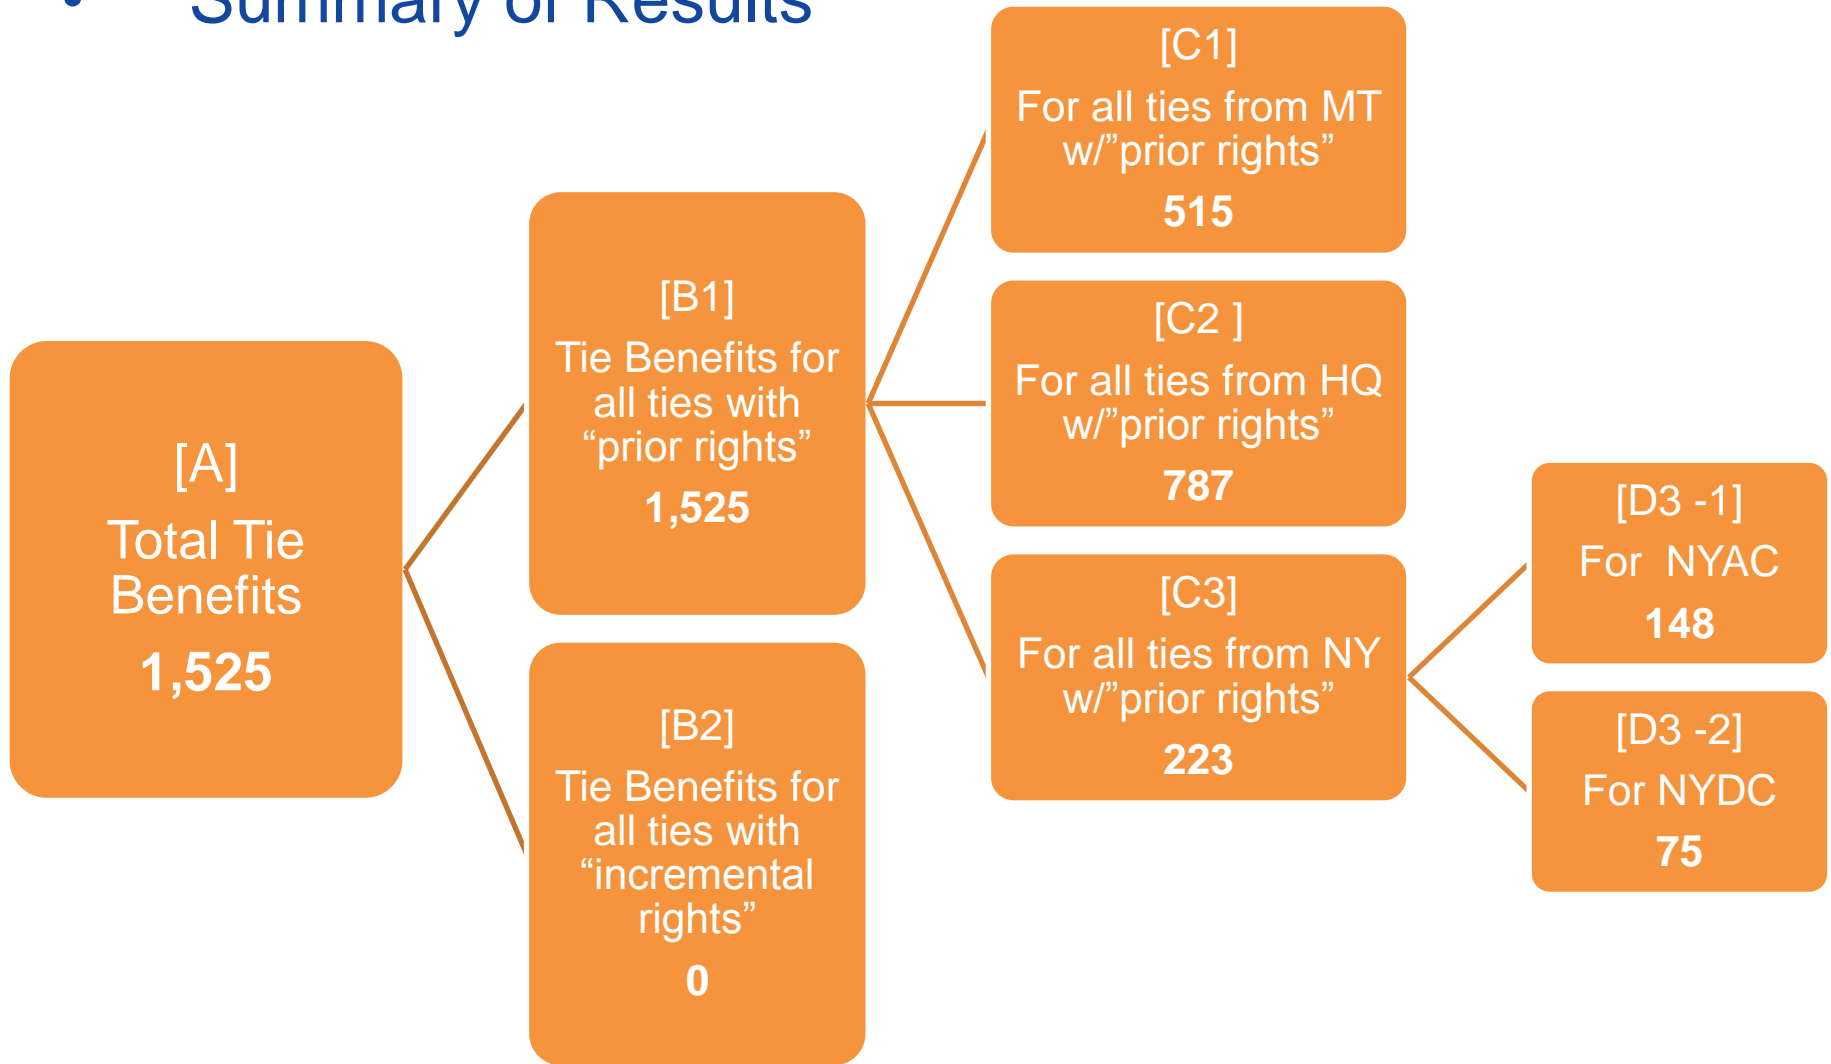 • Summary of Results
[A]
Total Tie
Benefits
1,525
[B1]
Tie Benefits for
all ties with
“prior rights”
1,525
[B2]
Tie Benefits for
all ties with
“incremental
rights”
0
[C1]
For all ties from MT
w/”prior rights”
515
[C2 ]
For all ties from HQ
w/”prior rights”
787
[C3]
For all ties from NY
w/”prior rights”
223
[D3 -1]
For  NYAC
148
[D3 -2]
For NYDC
75